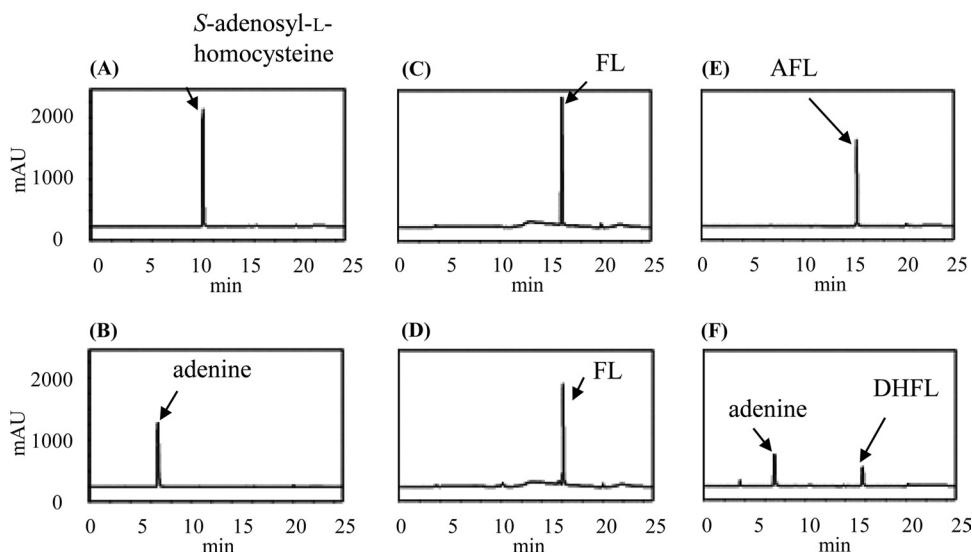 S-adenosyl-L-
homocysteine
(A)
(C)
FL
(E)
AFL
2000
1000
0
mAU
0 5 10 15 20 25
min
0 5 10 15 20 25
min
0 5 10 15 20 25
min
(B)
adenine
(D)
FL
(F)
adenine
DHFL
2000
1000
0
mAU
0 5 10 15 20 25
min
0 5 10 15 20 25
min
0 5 10 15 20 25
min